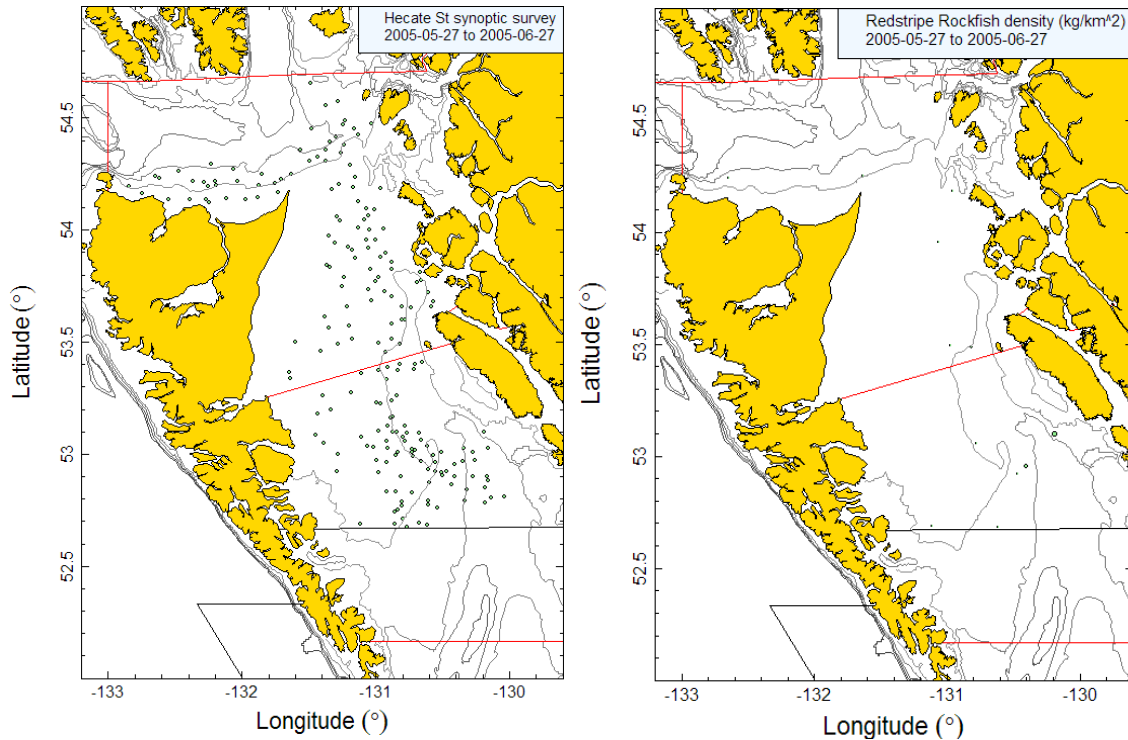 Hecate St synoptic survey
2005-05-27 to 2005-06-27
54.5
54
53.5
53
52.5
Latitude (°)
-133
-132
-131
-130
Longitude (°)
Redstripe Rockfish density (kg/km^2)
2005-05-27 to 2005-06-27
54.5
54
53.5
53
52.5
Latitude (°)
-133
-132
-131
-130
Longitude (°)